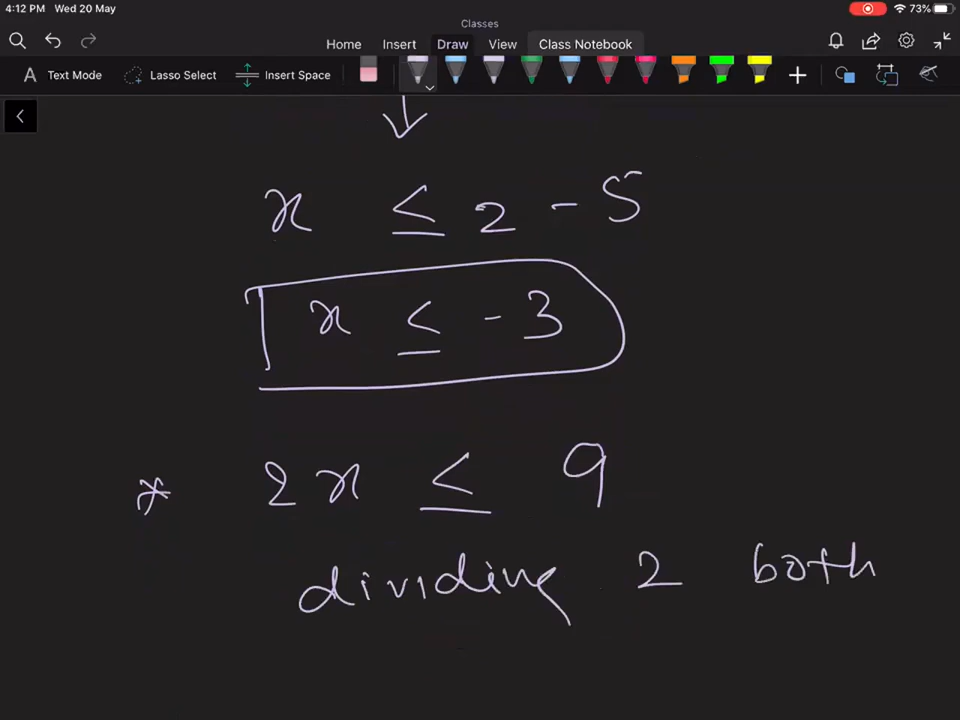 4:12 PM Wed 20 May
73%
Classes
Home Insert Draw View Class Notebook
A Text Mode Lasso Select Insert Space
x ≤ 2 - 5
x ≤ - 3
* 2x ≤ 9
dividing 2 both